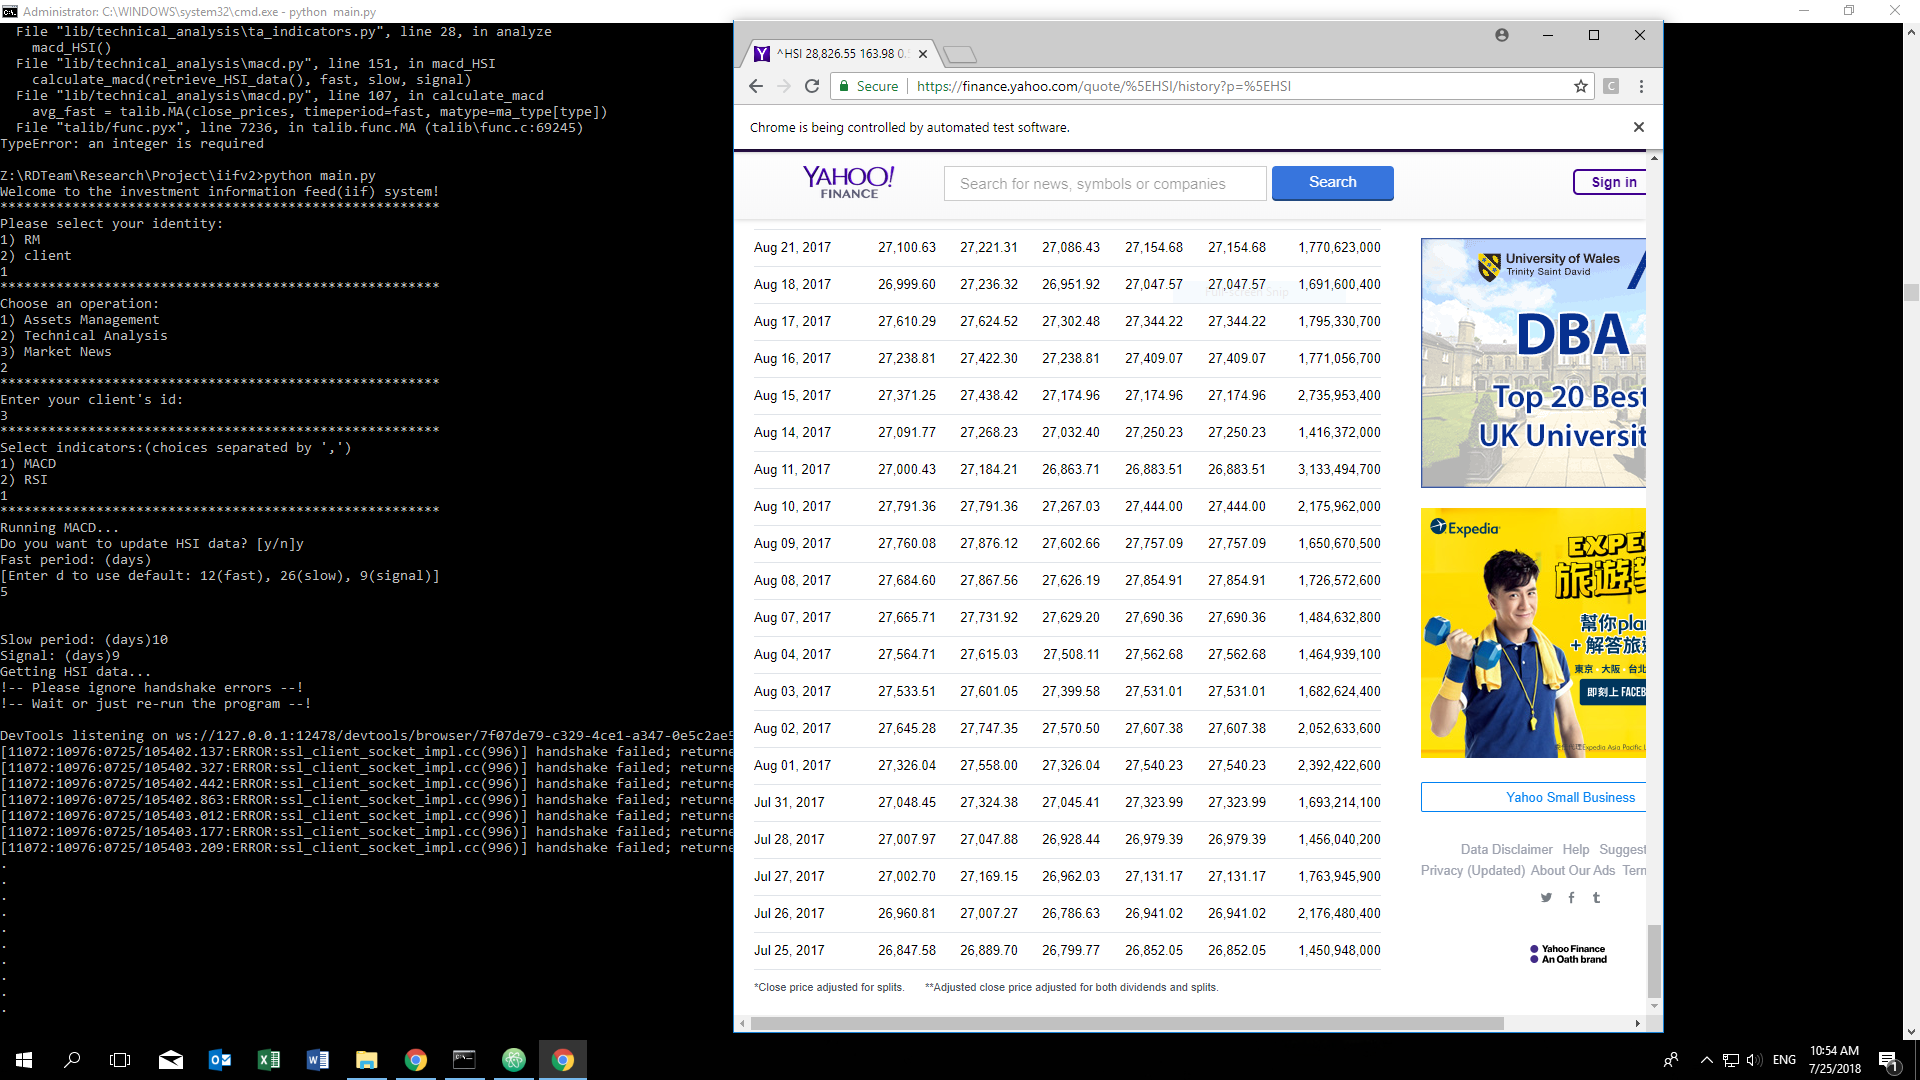 Administrator: C:\WINDOWS\system32\cmd.exe - python  main.py
File "lib/technical_analysis\ta_indicators.py", line 28, in analyze
macd_HSI()
File "lib/technical_analysis\macd.py", line 151, in macd_HSI
calculate_macd(retrieve_HSI_data(), fast, slow, signal)
File "lib/technical_analysis\macd.py", line 107, in calculate_macd
avg_fast = talib.MA(close_prices, timeperiod=fast, matype=ma_type[type])
File "talib/func.pyx", line 7236, in talib.func.MA (talib\func.c:69245)
TypeError: an integer is required
Z:\RDTeam\Research\Project\iifv2>python main.py
Welcome to the investment information feed(iif) system!
*******************************************************
Please select your identity:
1) RM
2) client
1
*******************************************************
Choose an operation:
1) Assets Management
2) Technical Analysis
3) Market News
2
*******************************************************
Enter your client's id:
3
*******************************************************
Select indicators:(choices separated by ',')
1) MACD
2) RSI
1
*******************************************************
Running MACD...
Do you want to update HSI data? [y/n]y
Fast period: (days)
[Enter d to use default: 12(fast), 26(slow), 9(signal)]
5
Slow period: (days)10
Signal: (days)9
Getting HSI data...
!-- Please ignore handshake errors --!
!-- Wait or just re-run the program --!
DevTools listening on ws://127.0.0.1:12478/devtools/browser/7f07de79-c329-4ce1-a347-0e5c2ae5
[11072:10976:0725/105402.137:ERROR:ssl_client_socket_impl.cc(996)] handshake failed; returne
[11072:10976:0725/105402.327:ERROR:ssl_client_socket_impl.cc(996)] handshake failed; returne
[11072:10976:0725/105402.442:ERROR:ssl_client_socket_impl.cc(996)] handshake failed; returne
[11072:10976:0725/105402.863:ERROR:ssl_client_socket_impl.cc(996)] handshake failed; returne
[11072:10976:0725/105403.012:ERROR:ssl_client_socket_impl.cc(996)] handshake failed; returne
[11072:10976:0725/105403.177:ERROR:ssl_client_socket_impl.cc(996)] handshake failed; returne
[11072:10976:0725/105403.209:ERROR:ssl_client_socket_impl.cc(996)] handshake failed; returne
.
.
.
.
.
.
.
.
.
.
^HSI 28,826.55 163.98 0.
Secure
https://finance.yahoo.com/quote/%5EHSI/history?p=%5EHSI
Chrome is being controlled by automated test software.
YAHOO!
FINANCE
Search for news, symbols or companies
Search
Sign in
Aug 21, 2017 27,100.63 27,221.31 27,086.43 27,154.68 27,154.68 1,770,623,000
Aug 18, 2017 26,999.60 27,236.32 26,951.92 27,047.57 27,047.57 1,691,600,400
Aug 17, 2017 27,610.29 27,624.52 27,302.48 27,344.22 27,344.22 1,795,330,700
Aug 16, 2017 27,238.81 27,422.30 27,238.81 27,409.07 27,409.07 1,771,056,700
Aug 15, 2017 27,371.25 27,438.42 27,174.96 27,174.96 27,174.96 2,735,953,400
Aug 14, 2017 27,091.77 27,268.23 27,032.40 27,250.23 27,250.23 1,416,372,000
Aug 11, 2017 27,000.43 27,184.21 26,863.71 26,883.51 26,883.51 3,133,494,700
Aug 10, 2017 27,791.36 27,791.36 27,267.03 27,444.00 27,444.00 2,175,962,000
Aug 09, 2017 27,760.08 27,876.12 27,602.66 27,757.09 27,757.09 1,650,670,500
Aug 08, 2017 27,684.60 27,867.56 27,626.19 27,854.91 27,854.91 1,726,572,600
Aug 07, 2017 27,665.71 27,731.92 27,629.20 27,690.36 27,690.36 1,484,632,800
Aug 04, 2017 27,564.71 27,615.03 27,508.11 27,562.68 27,562.68 1,464,939,100
Aug 03, 2017 27,533.51 27,601.05 27,399.58 27,531.01 27,531.01 1,682,624,400
Aug 02, 2017 27,645.28 27,747.35 27,570.50 27,607.38 27,607.38 2,052,633,600
Aug 01, 2017 27,326.04 27,558.00 27,326.04 27,540.23 27,540.23 2,392,422,600
Jul 31, 2017 27,048.45 27,324.38 27,045.41 27,323.99 27,323.99 1,693,214,100
Jul 28, 2017 27,007.97 27,047.88 26,928.44 26,979.39 26,979.39 1,456,040,200
Jul 27, 2017 27,002.70 27,169.15 26,962.03 27,131.17 27,131.17 1,763,945,900
Jul 26, 2017 26,960.81 27,007.27 26,786.63 26,941.02 26,941.02 2,176,480,400
Jul 25, 2017 26,847.58 26,889.70 26,799.77 26,852.05 26,852.05 1,450,948,000
*Close price adjusted for splits. **Adjusted close price adjusted for both dividends and splits.
University of Wales
Trinity Saint David
DBA
Top 20 Best
UK Universit
Expedia
EXPE
旅遊
幫你plan
+ 解答旅
東京 · 大阪 · 台北
即刻上 FACEB
Yahoo Small Business
Data Disclaimer Help Suggest
Privacy (Updated) About Our Ads Term
Yahoo Finance
An Oath brand
ENG
10:54 AM
7/25/2018
1